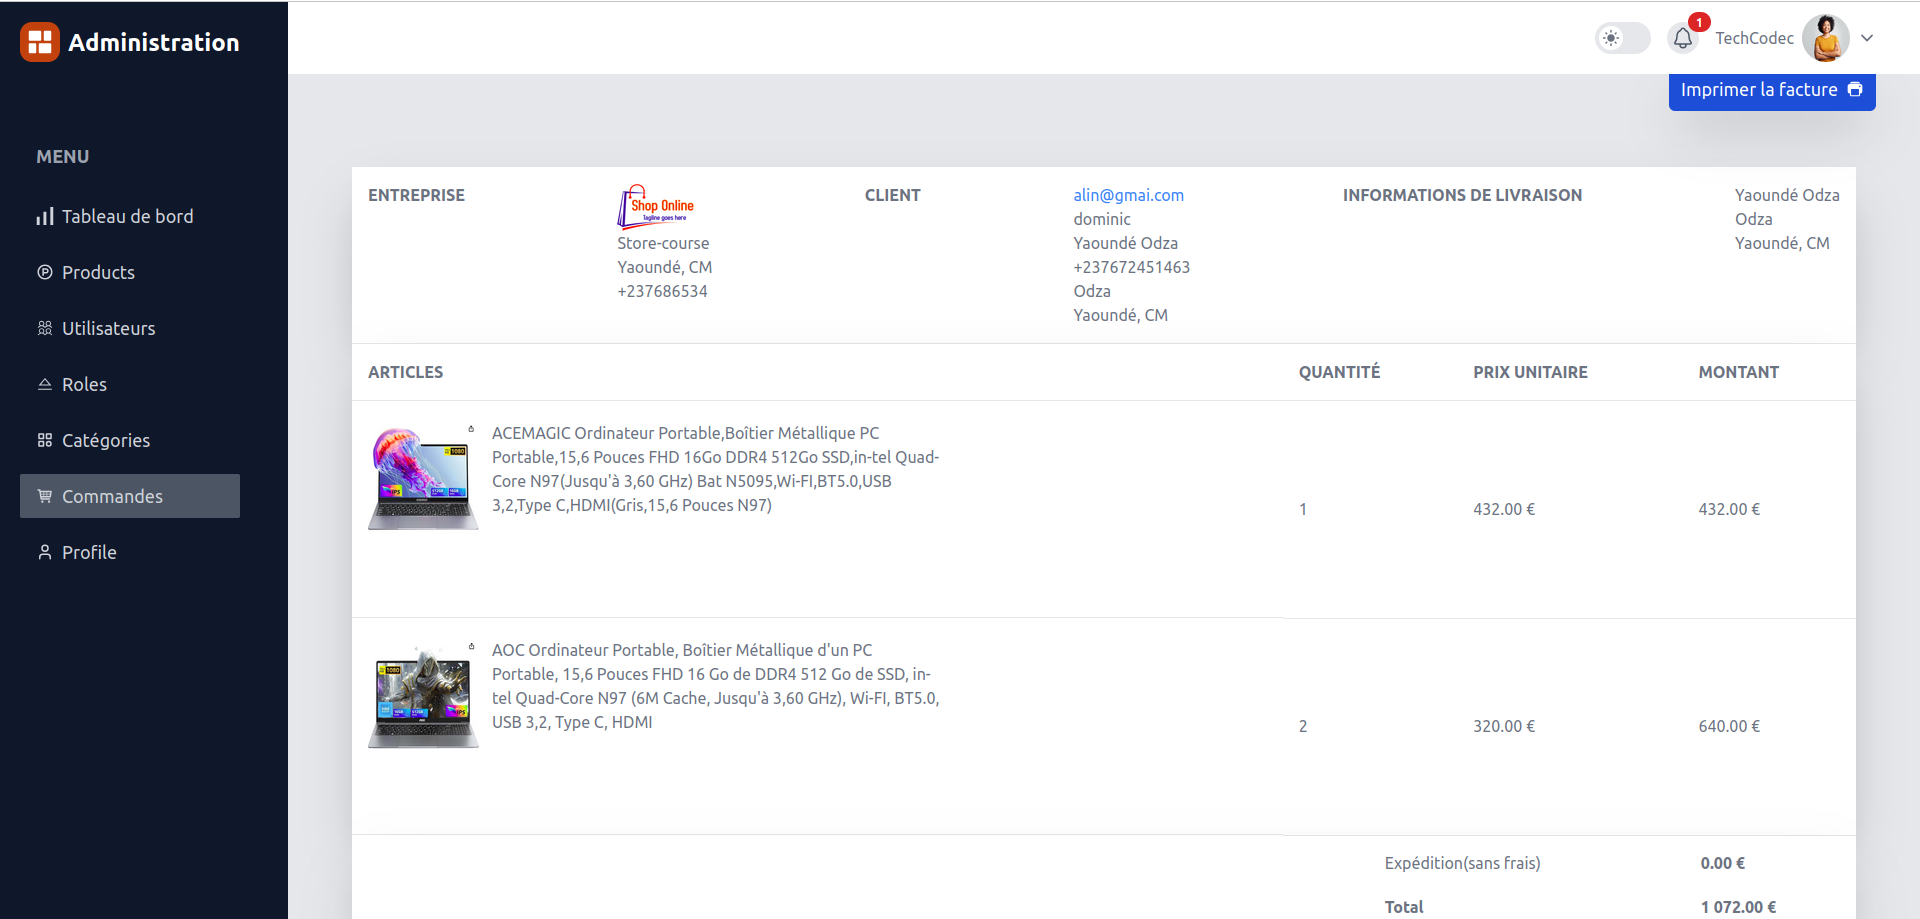 Administration
1
TechCodec
Imprimer la facture
MENU
Tableau de bord
Products
Utilisateurs
Roles
Catégories
Commandes
Profile
ENTREPRISE
Shop Online
Tagline goes here
Store-course
Yaoundé, CM
+237686534
CLIENT
alin@gmai.com
dominic
Yaoundé Odza
+237672451463
Odza
Yaoundé, CM
INFORMATIONS DE LIVRAISON
Yaoundé Odza
Odza
Yaoundé, CM
ARTICLES QUANTITÉ PRIX UNITAIRE MONTANT
ACEMAGIC Ordinateur Portable,Boîtier Métallique PC
Portable,15,6 Pouces FHD 16Go DDR4 512Go SSD,in-tel Quad-
Core N97(Jusqu'à 3,60 GHz) Bat N5095,Wi-FI,BT5.0,USB
3,2,Type C,HDMI(Gris,15,6 Pouces N97)
1 432.00 € 432.00 €
AOC Ordinateur Portable, Boîtier Métallique d'un PC
Portable, 15,6 Pouces FHD 16 Go de DDR4 512 Go de SSD, in-
tel Quad-Core N97 (6M Cache, Jusqu'à 3,60 GHz), Wi-FI, BT5.0,
USB 3,2, Type C, HDMI
2 320.00 € 640.00 €
Expédition(sans frais) 0.00 €
Total 1 072.00 €